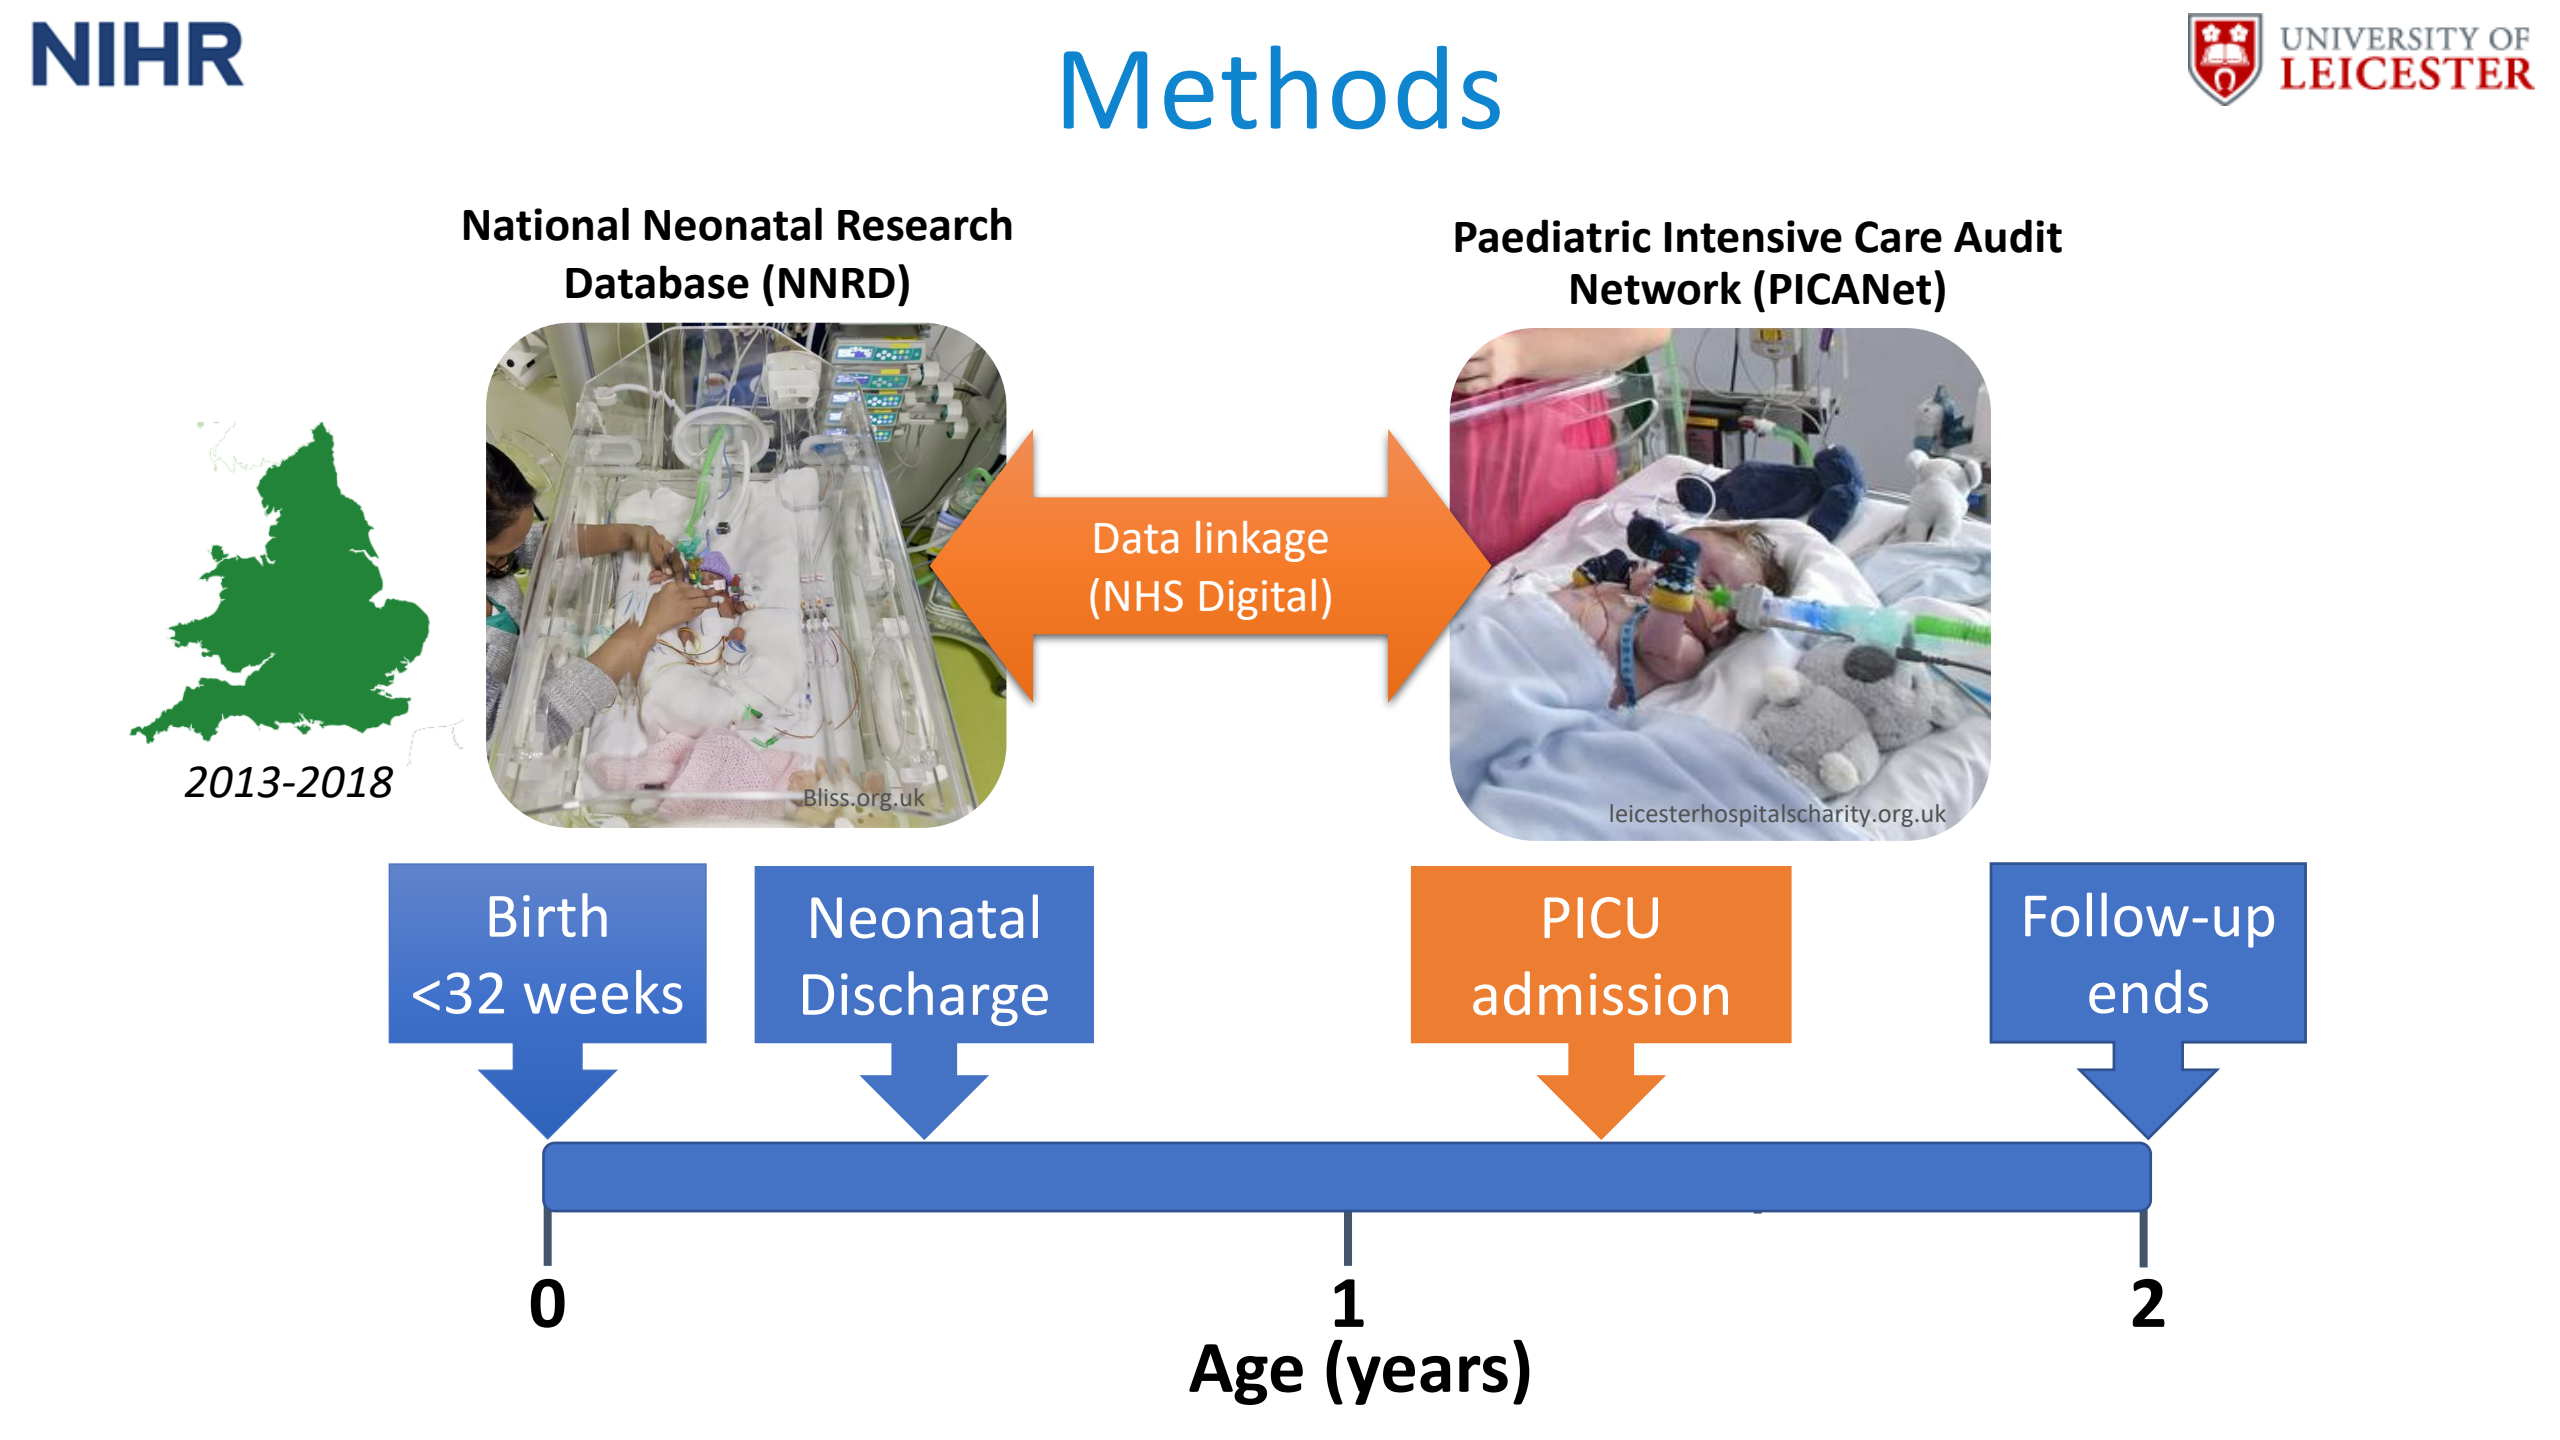 NIHR
UNIVERSITY OF
LEICESTER
Methods
National Neonatal Research
Database (NNRD)
Paediatric Intensive Care Audit
Network (PICANet)
Data linkage
(NHS Digital)
2013-2018
Bliss.org.uk
leicesterhospitalscharity.org.uk
Birth
<32 weeks
Neonatal
Discharge
PICU
admission
Follow-up
ends
0
1
2
Age (years)